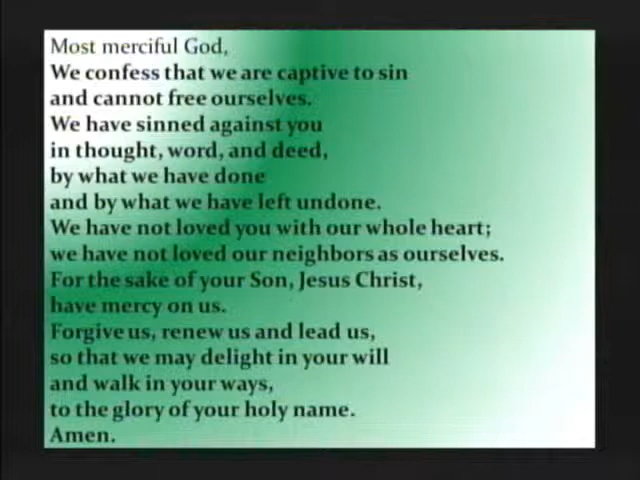 Most merciful God,
We confess that we are captive to sin
and cannot free ourselves.
We have sinned against you
in thought, word, and deed,
by what we have done
and by what we have left undone.
We have not loved you with our whole heart;
we have not loved our neighbors as ourselves.
For the sake of your Son, Jesus Christ,
have mercy on us.
Forgive us, renew us and lead us,
so that we may delight in your will
and walk in your ways,
to the glory of your holy name.
Amen.